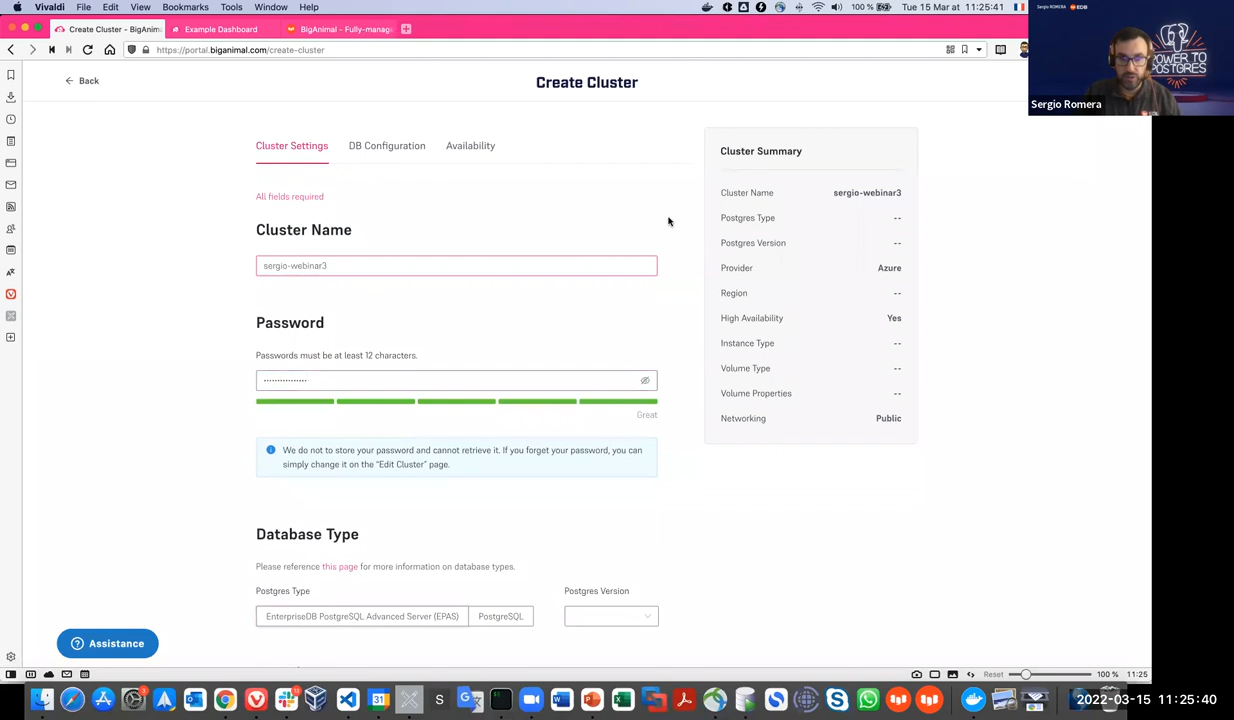 Vivaldi File Edit View Bookmarks Tools Window Help 100 % Tue 15 Mar at 11:25:41
Sergio ROMERA EDB
POWER TO
POSTGRES
Sergio Romera
Create Cluster - BigAnim
Example Dashboard
BigAnimal - Fully-manag
https://portal.biganimal.com/create-cluster
Back
Create Cluster
Cluster Settings
DB Configuration
Availability
All fields required
Cluster Name
sergio-webinar3
Password
Passwords must be at least 12 characters.
Great
We do not to store your password and cannot retrieve it. If you forget your password, you can
simply change it on the "Edit Cluster" page.
Database Type
Please reference this page for more information on database types.
Postgres Type
Postgres Version
EnterpriseDB PostgreSQL Advanced Server (EPAS)
PostgreSQL
Cluster Summary
Cluster Name sergio-webinar3
Postgres Type --
Postgres Version --
Provider Azure
Region --
High Availability Yes
Instance Type --
Volume Type --
Volume Properties --
Networking Public
Assistance
Reset 100 % 11:25
2022-03-15 11:25:40